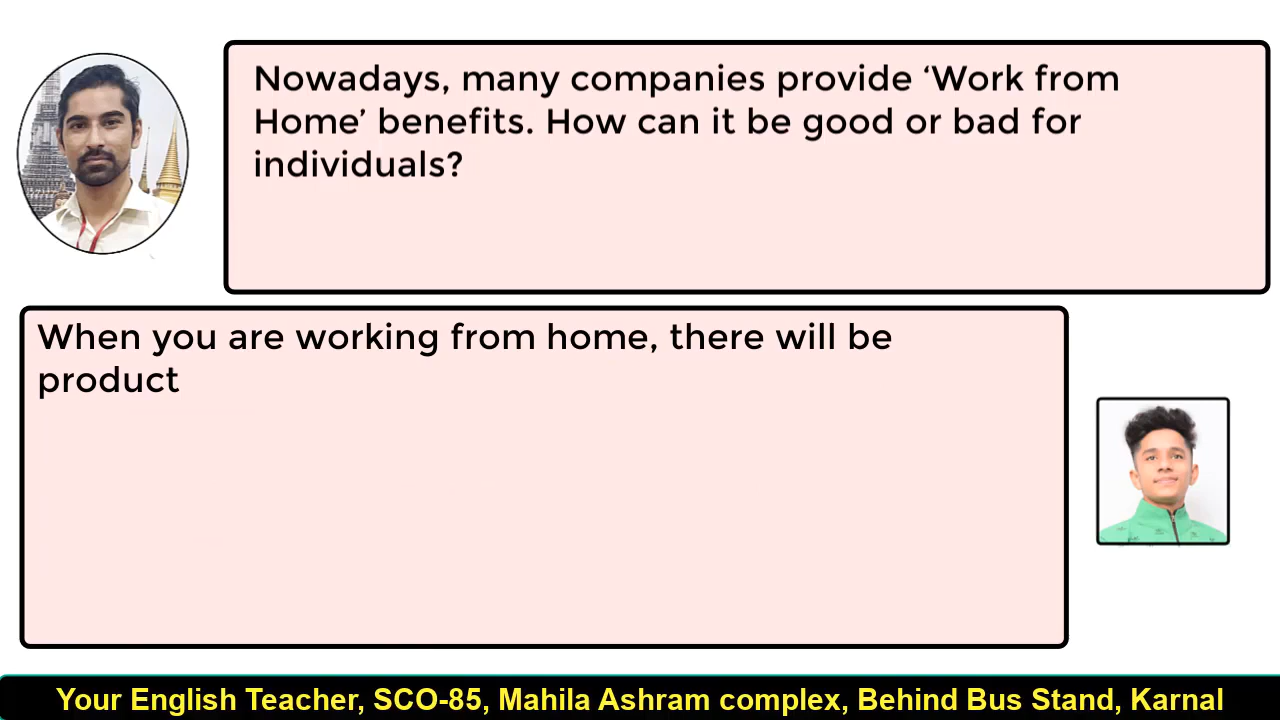 Nowadays, many companies provide ‘Work from
Home’ benefits. How can it be good or bad for
individuals?
When you are working from home, there will be
product
Your English Teacher, SCO-85, Mahila Ashram complex, Behind Bus Stand, Karnal